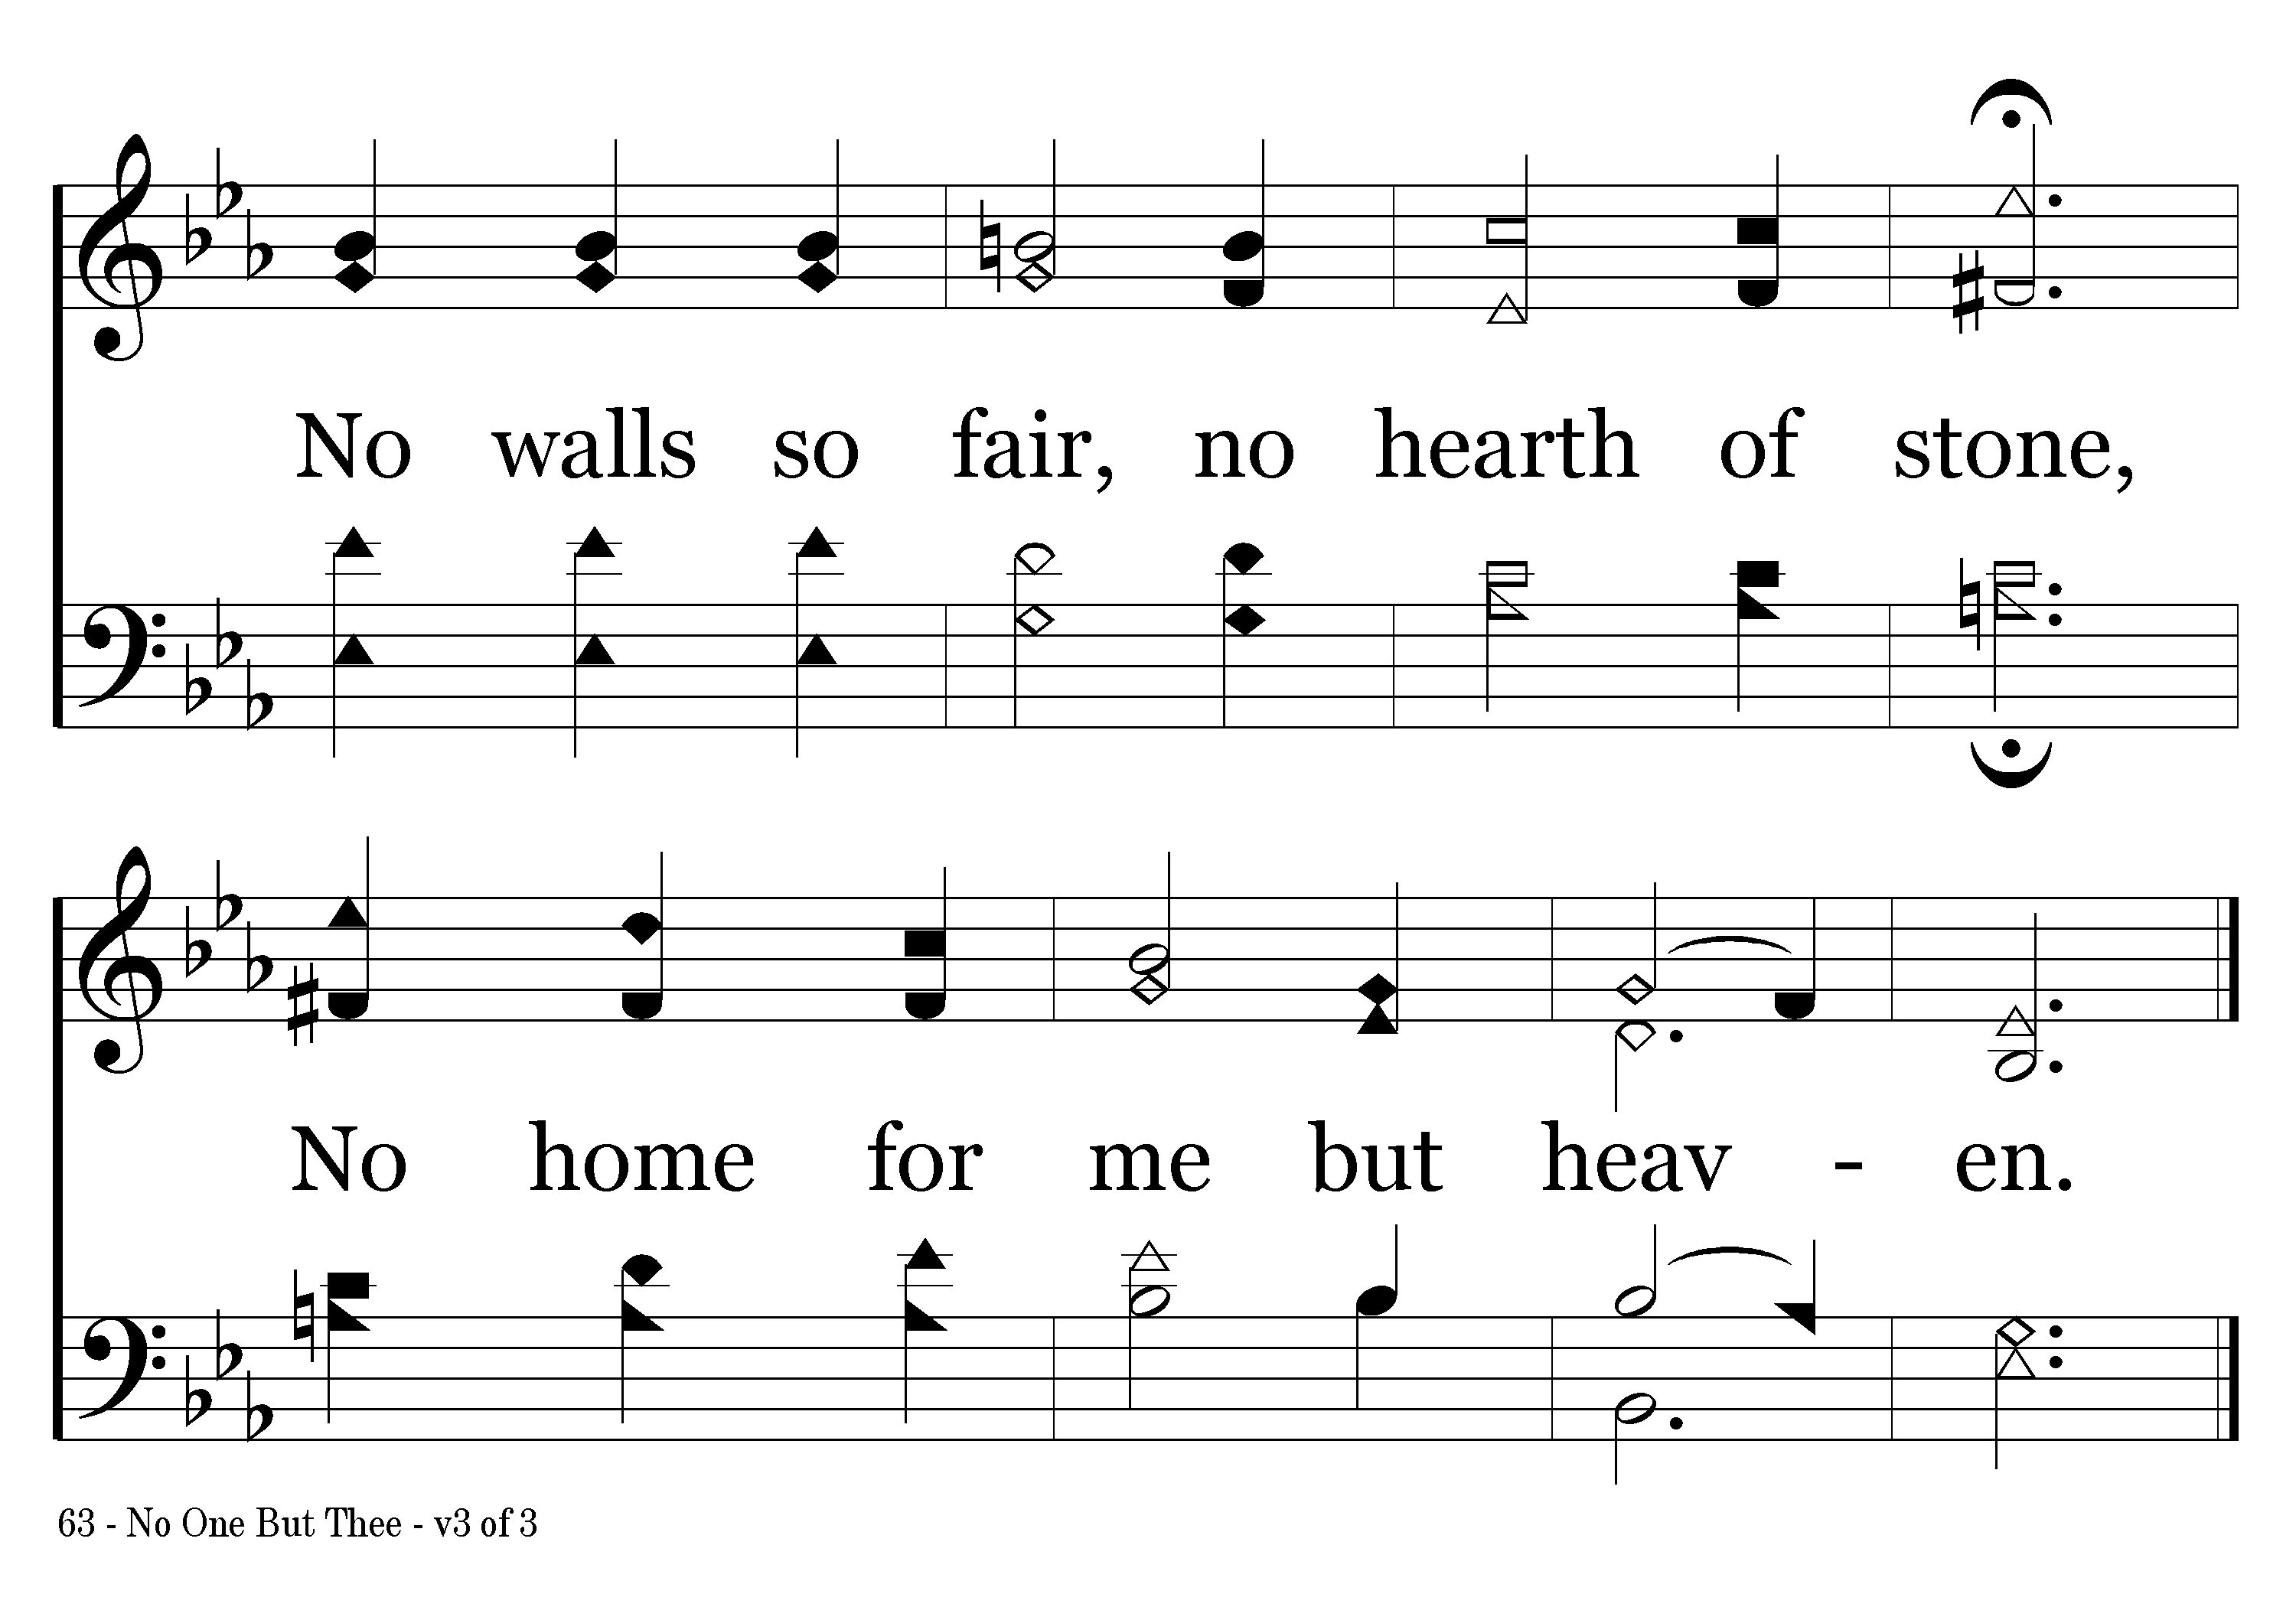 No walls so fair, no hearth of stone,
No home for me but heav - en.
63 - No One But Thee - v3 of 3